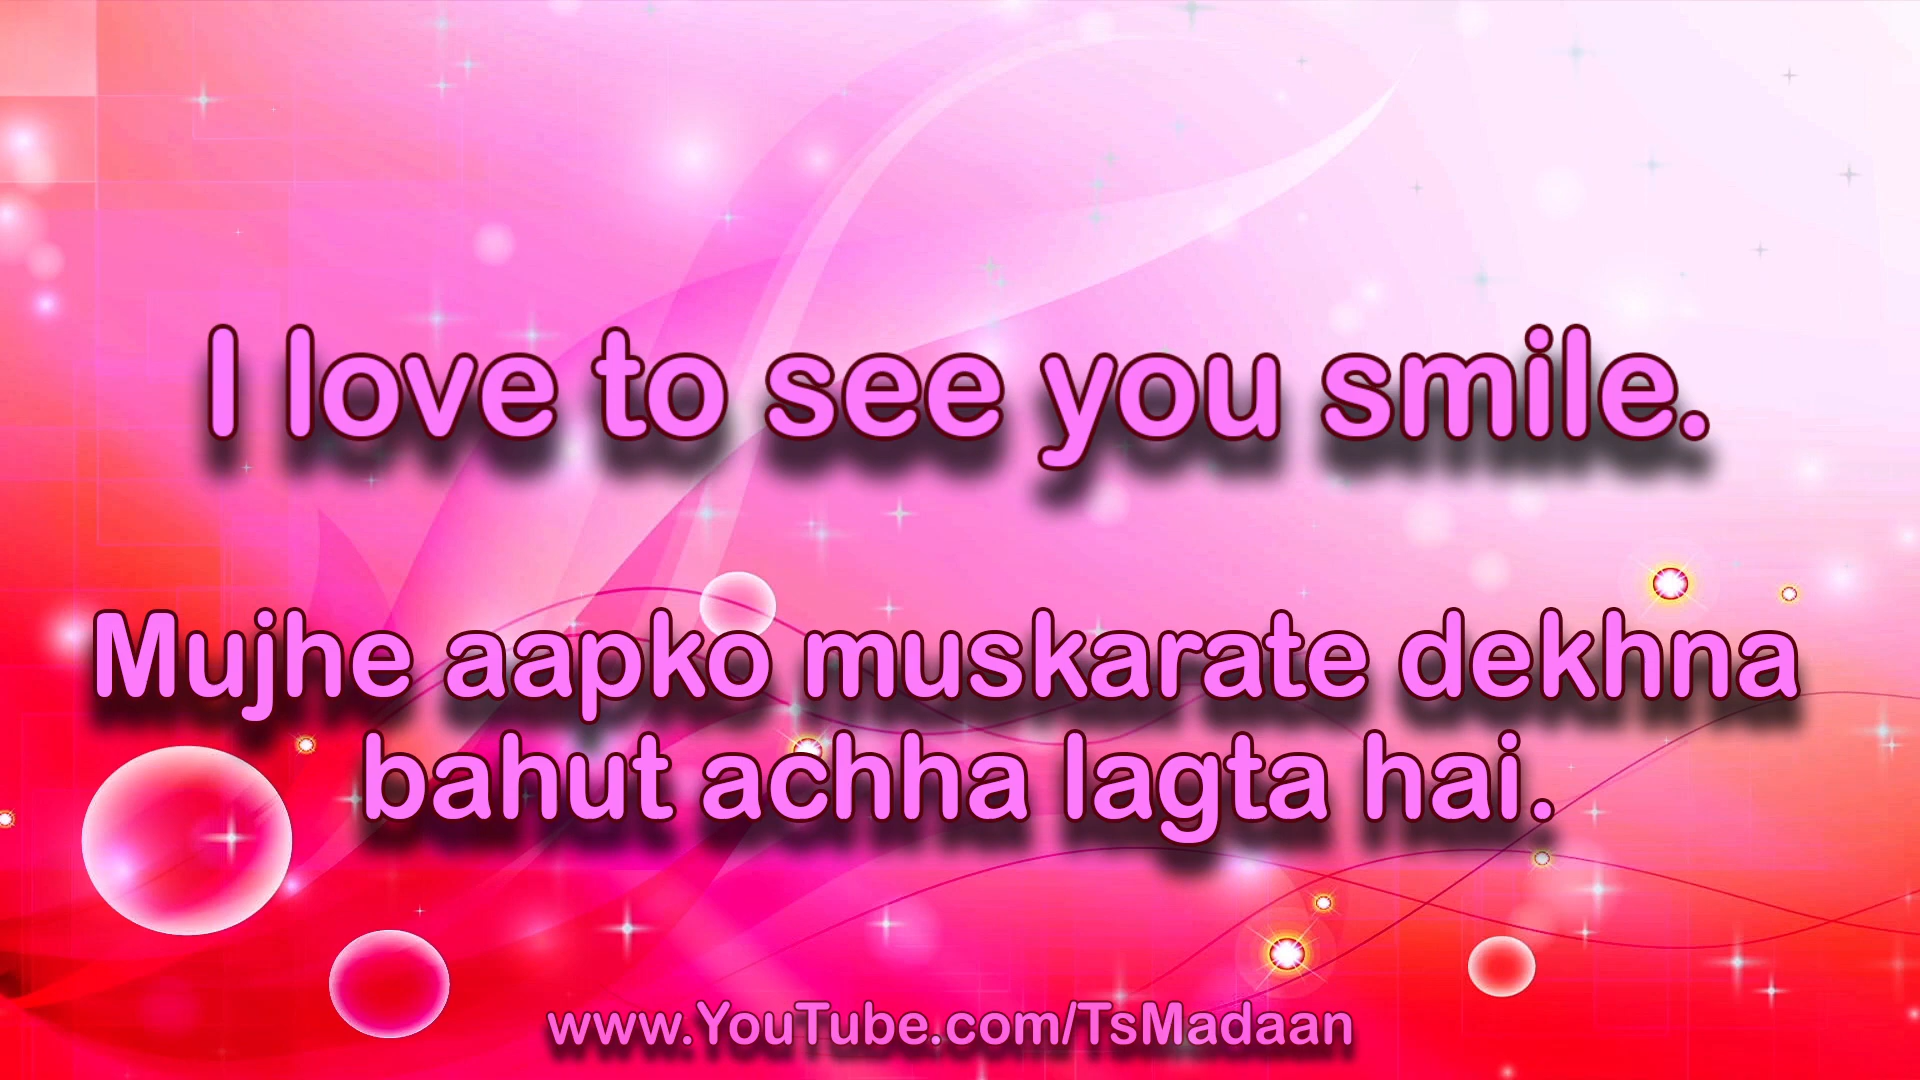 I love to see you smile.
Mujhe aapko muskarate dekhna
bahut achha lagta hai.
www.YouTube.com/TsMadaan